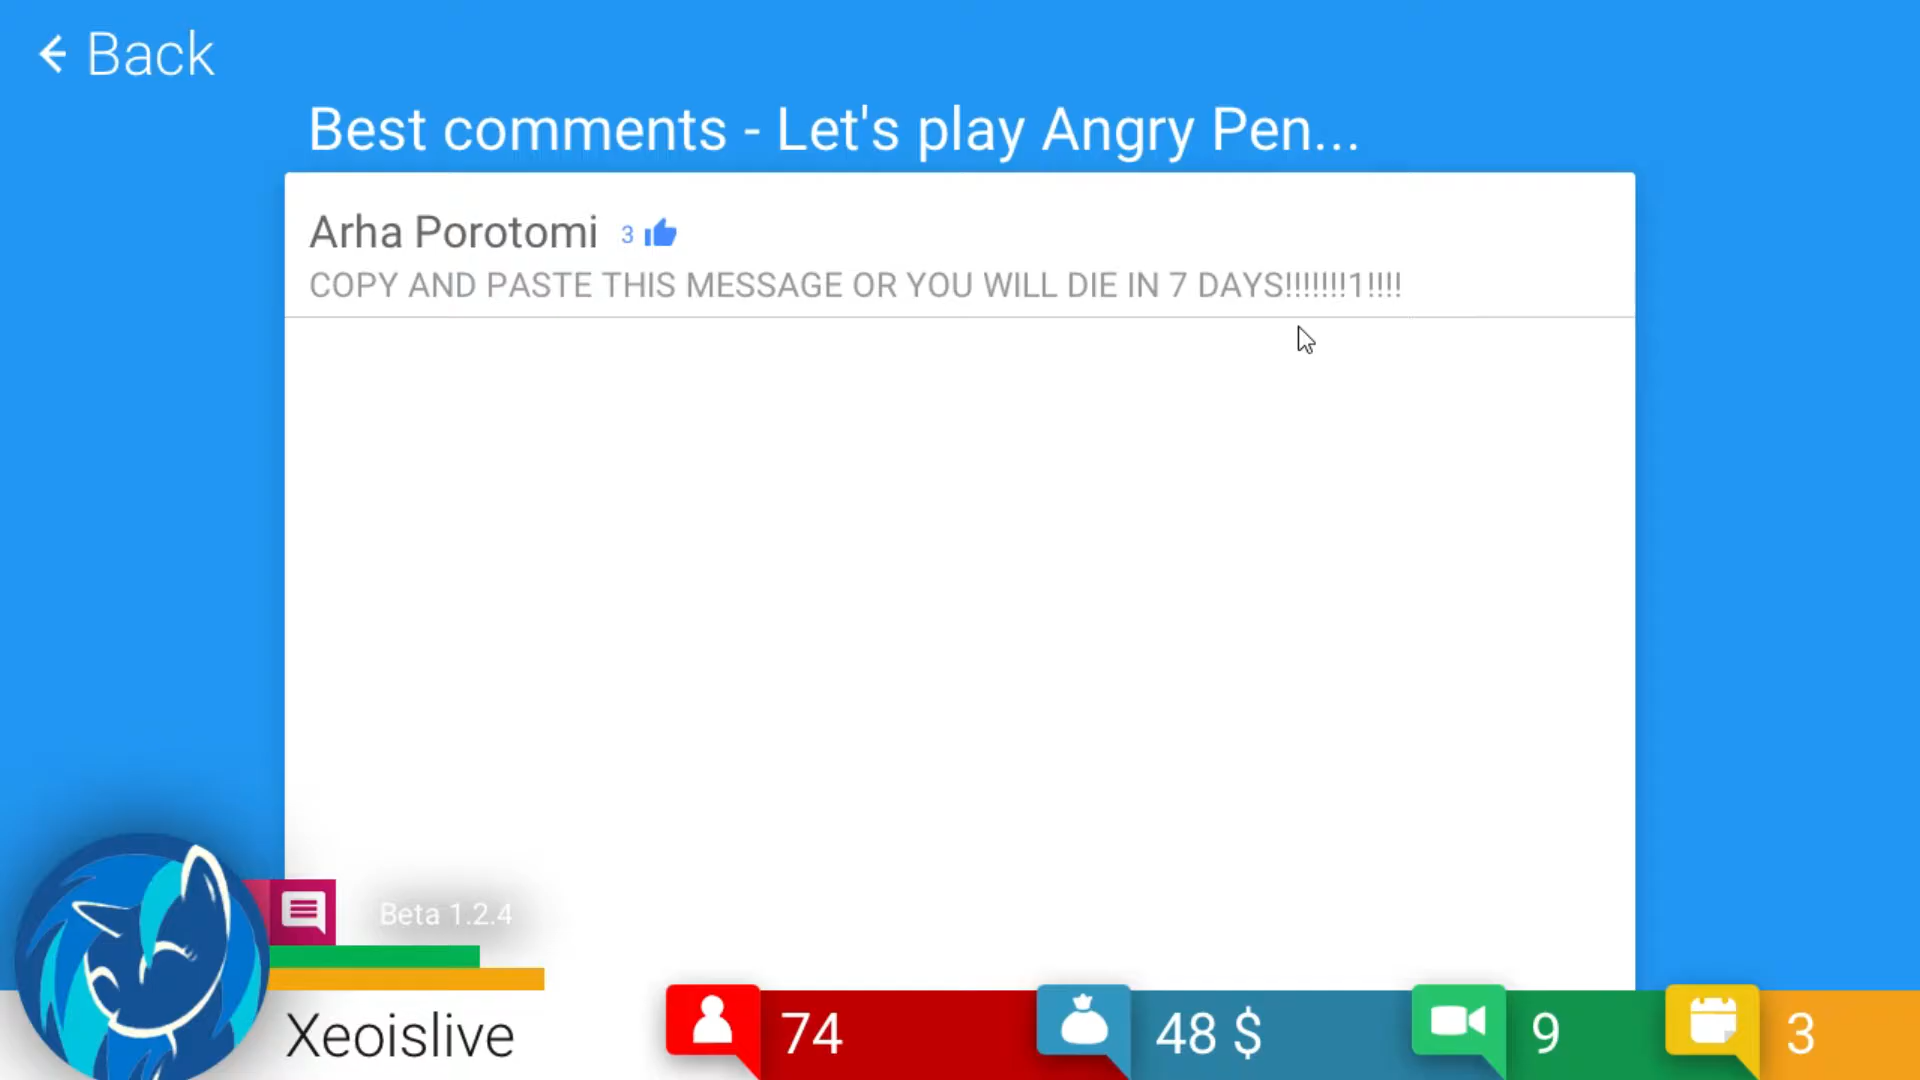 Back
Best comments - Let's play Angry Pen...
Arha Porotomi 3
COPY AND PASTE THIS MESSAGE OR YOU WILL DIE IN 7 DAYS!!!!!!!1!!!!
Beta 1.2.4
Xeoislive 74 48 $ 9 3